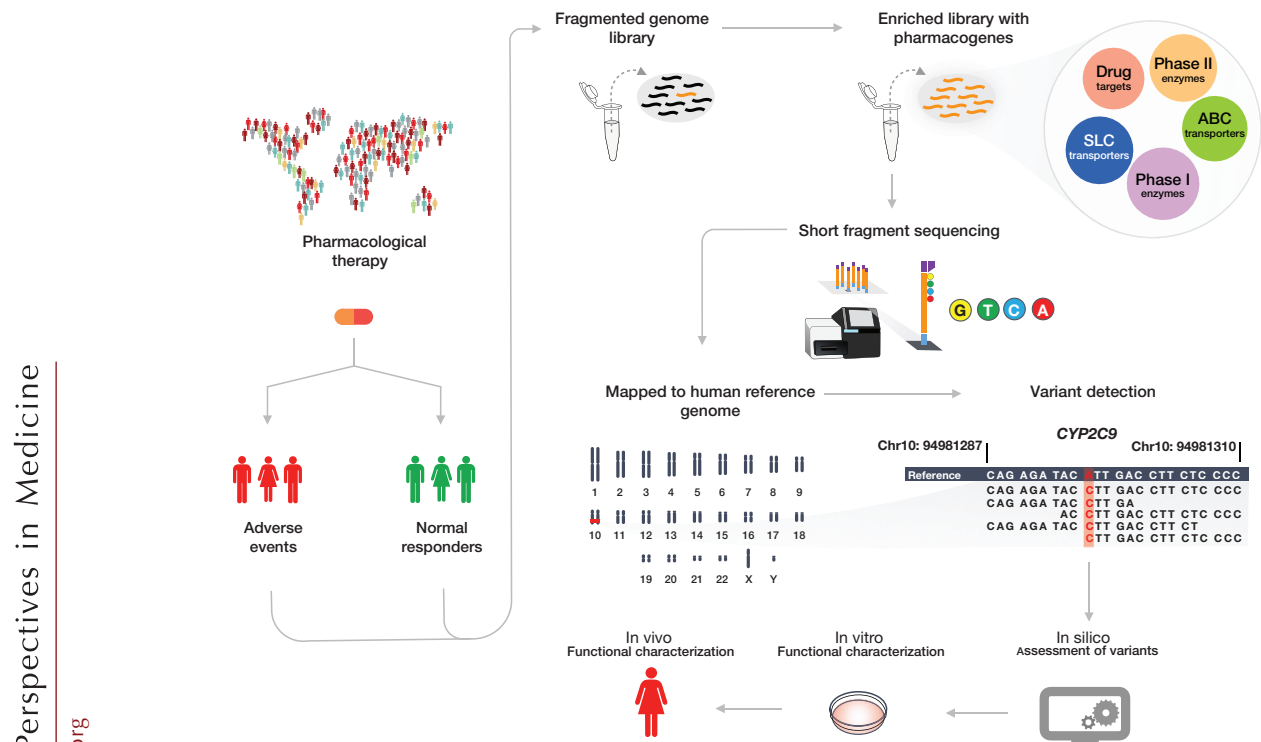 Perspectives in Medicine
org
Pharmacological
therapy
Adverse
events
Normal
responders
Fragmented genome
library
Enriched library with
pharmacogenes
Drug
targets
Phase II
enzymes
ABC
transporters
SLC
transporters
Phase I
enzymes
Short fragment sequencing
G T C A
Mapped to human reference
genome
1 2 3 4 5 6 7 8 9
10 11 12 13 14 15 16 17 18
19 20 21 22 X Y
Variant detection
CYP2C9
Chr10: 94981287
Chr10: 94981310
Reference CAG AGA TAC ATT GAC CTT CTC CCC
CAG AGA TAC CTT GAC CTT CTC CCC
CAG AGA TAC CTT GA
AC CTT GAC CTT CTC CCC
CAG AGA TAC CTT GAC CTT CT
CTT GAC CTT CTC CCC
In silico
Assessment of variants
In vitro
Functional characterization
In vivo
Functional characterization